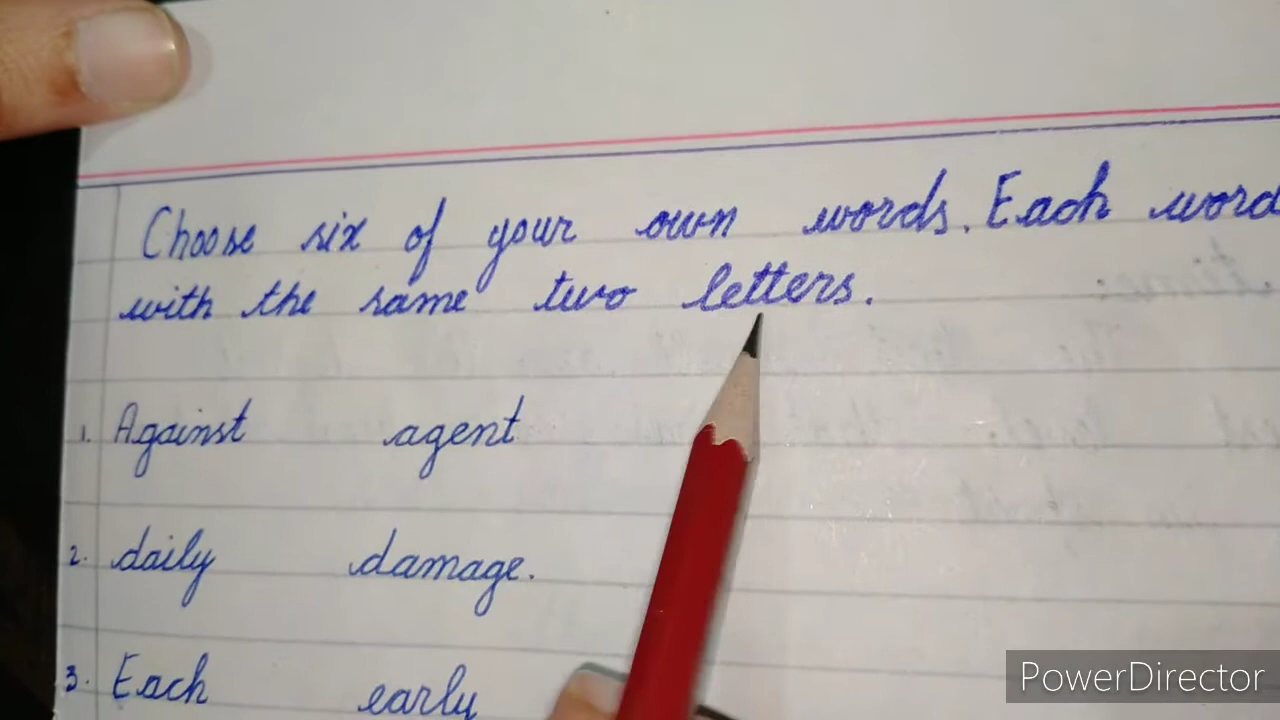 Choose six of your own words. Each word
with the same two letters.
1. Against agent
2. daily damage.
3. Each early
PowerDirector